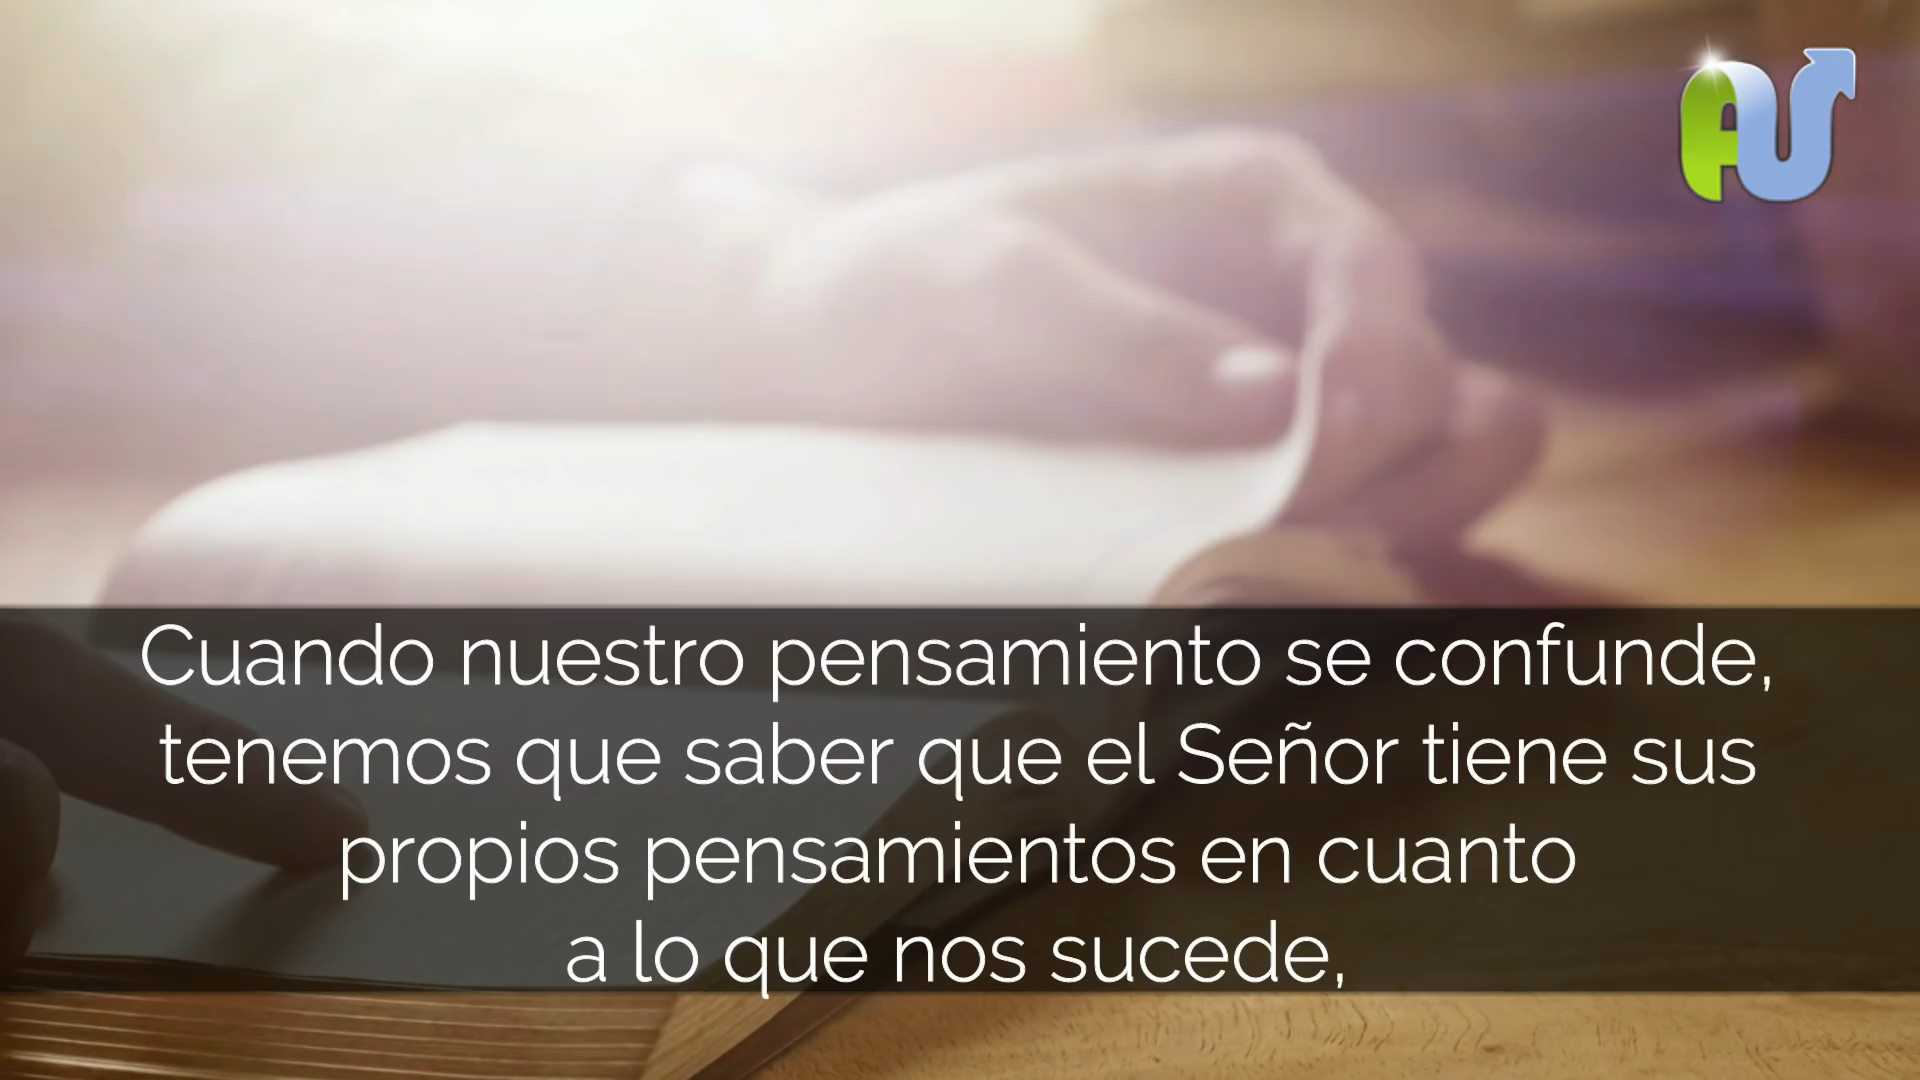 AU
Cuando nuestro pensamiento se confunde,
tenemos que saber que el Señor tiene sus
propios pensamientos en cuanto
a lo que nos sucede,